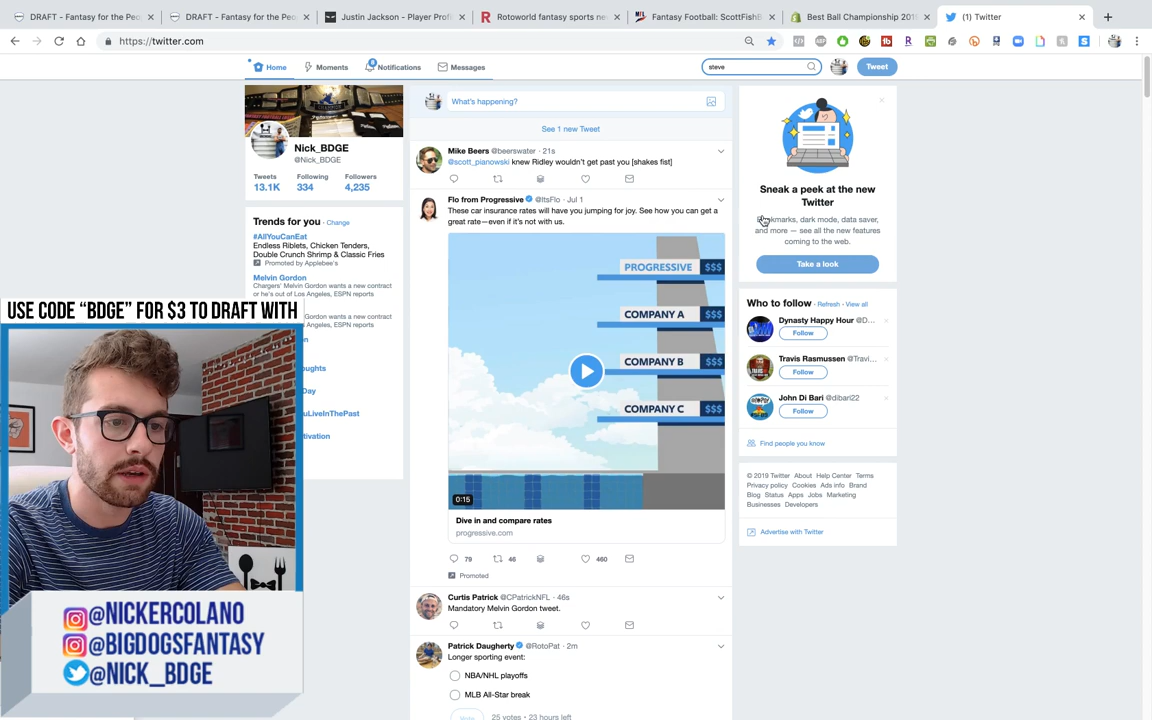 DRAFT - Fantasy for the Peo
DRAFT - Fantasy for the Peo
Justin Jackson - Player Profi
Rotoworld fantasy sports ne
Fantasy Football: ScottFishB
Best Ball Championship 201
(1) Twitter
https://twitter.com
Home
Moments
Notifications
Messages
steve
Tweet
Nick_BDGE
@Nick_BDGE
Tweets Following Followers
13.1K 334 4,235
Trends for you · Change
#AllYouCanEat
Endless Riblets, Chicken Tenders,
Double Crunch Shrimp & Classic Fries
Promoted by Applebee's
Melvin Gordon
Chargers' Melvin Gordon wants a new contract
or he's out of Los Angeles, ESPN reports
What's happening?
See 1 new Tweet
Mike Beers @beerswater · 21s
@scott_pianowski knew Ridley wouldn't get past you [shakes fist]
Flo from Progressive @ItsFlo · Jul 1
These car insurance rates will have you jumping for joy. See how you can get a
great rate—even if it's not with us.
PROGRESSIVE $$$
COMPANY A $$$
COMPANY B $$$
COMPANY C $$$
0:15
Dive in and compare rates
progressive.com
79 46 460
Promoted
Curtis Patrick @CPatrickNFL · 46s
Mandatory Melvin Gordon tweet.
Patrick Daugherty @RotoPat · 2m
Longer sporting event:
NBA/NHL playoffs
MLB All-Star break
Vote 25 votes · 23 hours left
Sneak a peek at the new
Twitter
Bookmarks, dark mode, data saver,
and more — see all the new features
coming to the web.
Take a look
Who to follow · Refresh · View all
Dynasty Happy Hour @D...
Follow
Travis Rasmussen @Travi...
Follow
John Di Bari @dibari22
Follow
Find people you know
© 2019 Twitter About Help Center Terms
Privacy policy Cookies Ads info Brand
Blog Status Apps Jobs Marketing
Businesses Developers
Advertise with Twitter
USE CODE “BDGE” FOR $3 TO DRAFT WITH
@NICKERCOLANO
@BIGDOGSFANTASY
@NICK_BDGE